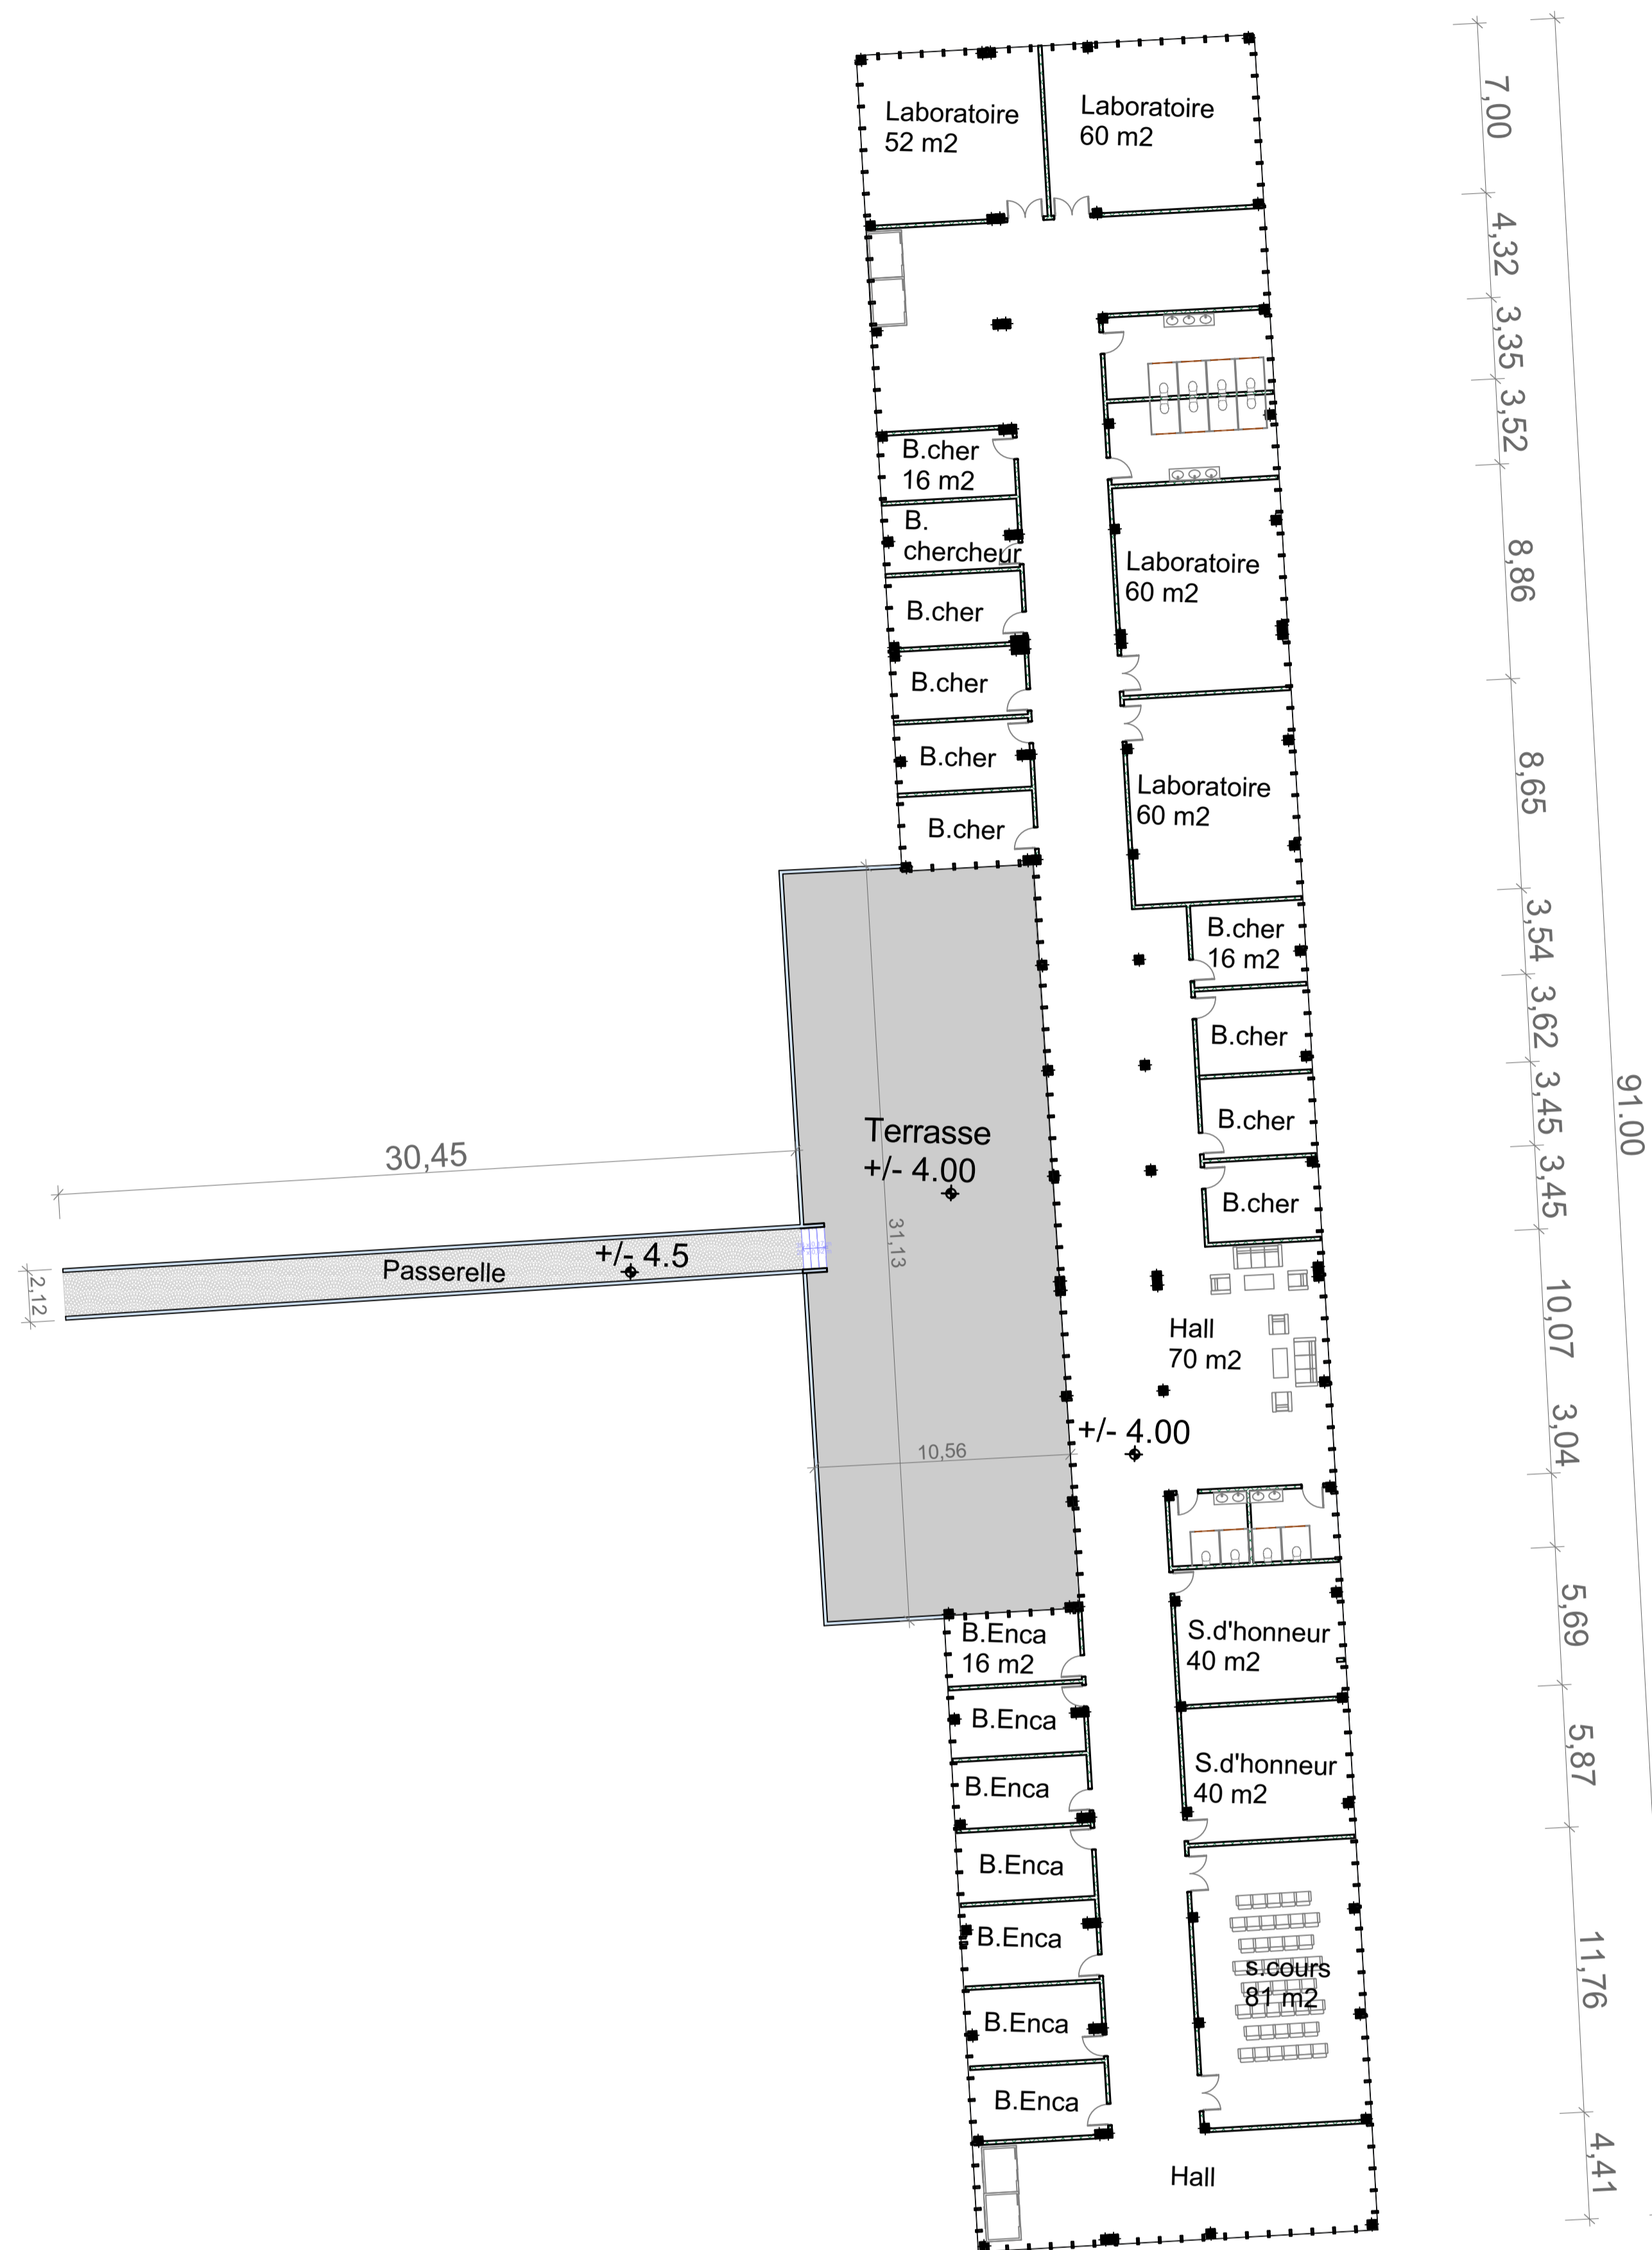 Laboratoire
52 m2
Laboratoire
60 m2
7,00
4,32
3,35
3,52
8,86
8,65
3,54
3,62
3,45
3,45
10,07
3,04
5,69
5,87
11,76
4,41
91.00
B.cher
16 m2
B.
chercheur
B.cher
B.cher
B.cher
B.cher
Laboratoire
60 m2
Laboratoire
60 m2
B.cher
16 m2
B.cher
B.cher
B.cher
Terrasse
+/- 4.00
31,13
10,56
30,45
+/- 4.5
Passerelle
2,12
Hall
70 m2
+/- 4.00
B.Enca
16 m2
B.Enca
B.Enca
B.Enca
B.Enca
B.Enca
B.Enca
S.d'honneur
40 m2
S.d'honneur
40 m2
s.cours
81 m2
Hall